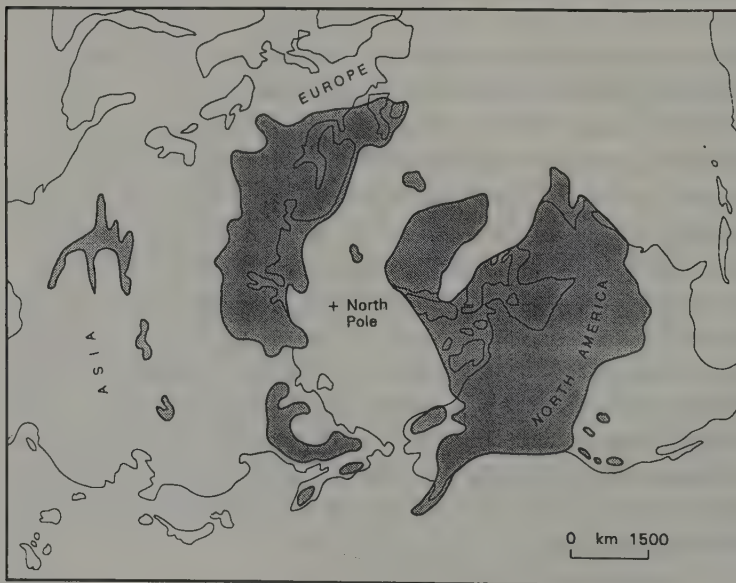 EUROPE
+ North
Pole
ASIA
NORTH AMERICA
0 km 1500